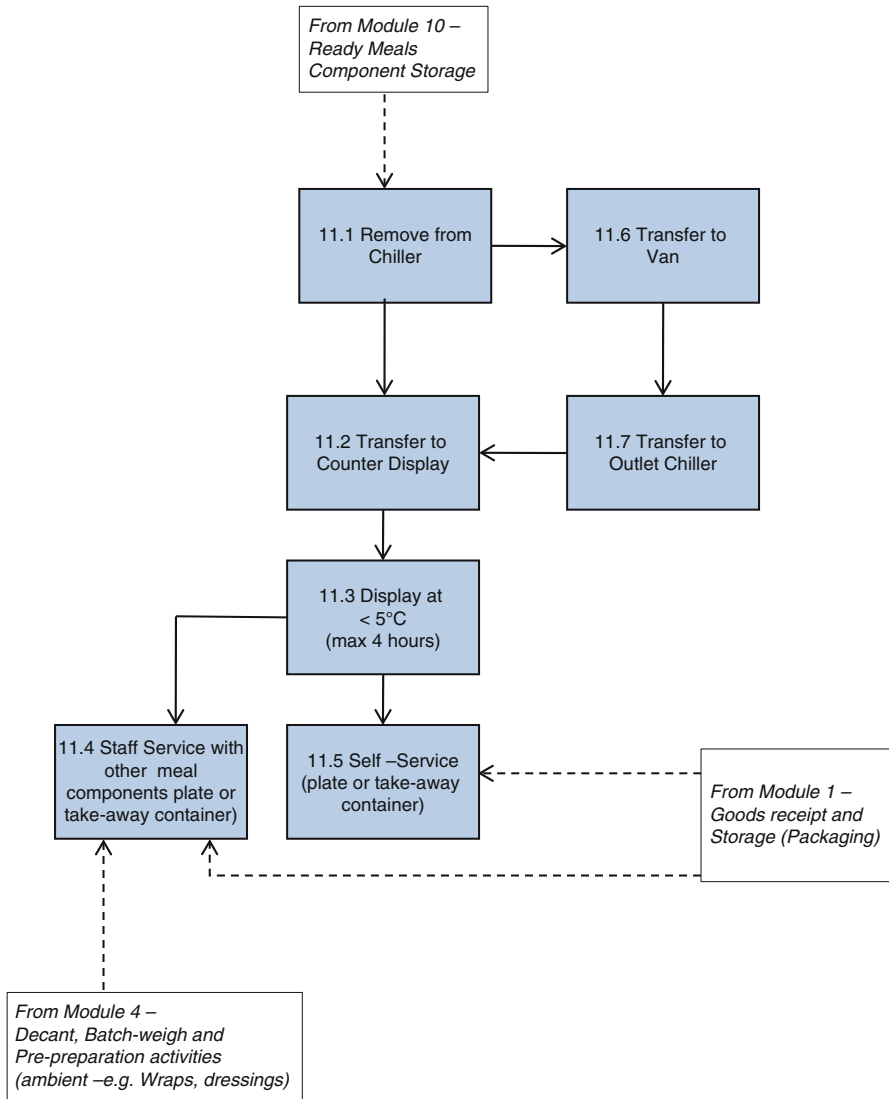 From Module 10 –
Ready Meals
Component Storage
11.1 Remove from
Chiller
11.6 Transfer to
Van
11.2 Transfer to
Counter Display
11.7 Transfer to
Outlet Chiller
11.3 Display at
< 5°C
(max 4 hours)
11.4 Staff Service with
other meal
components plate or
take-away container)
11.5 Self –Service
(plate or take-away
container)
From Module 1 –
Goods receipt and
Storage (Packaging)
From Module 4 –
Decant, Batch-weigh and
Pre-preparation activities
(ambient –e.g. Wraps, dressings)